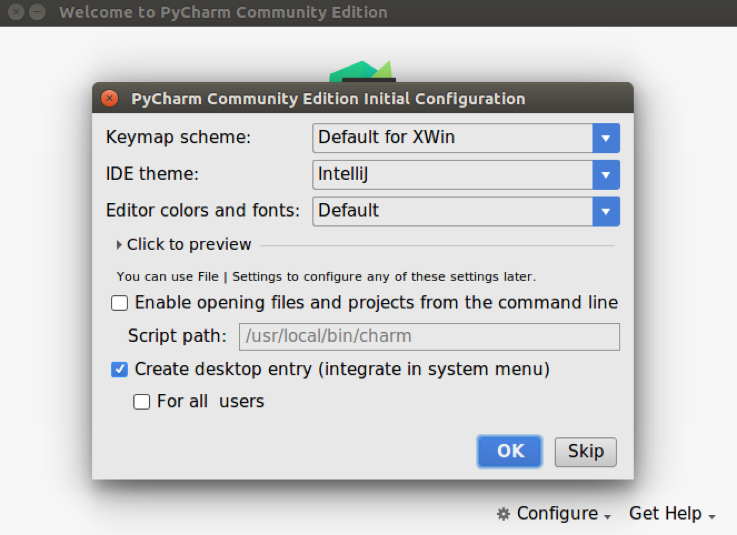 Welcome to PyCharm Community Edition
PyCharm Community Edition Initial Configuration
Keymap scheme: Default for XWin
IDE theme: IntelliJ
Editor colors and fonts: Default
Click to preview
You can use File | Settings to configure any of these settings later.
Enable opening files and projects from the command line
Script path: /usr/local/bin/charm
Create desktop entry (integrate in system menu)
For all users
OK Skip
Configure Get Help